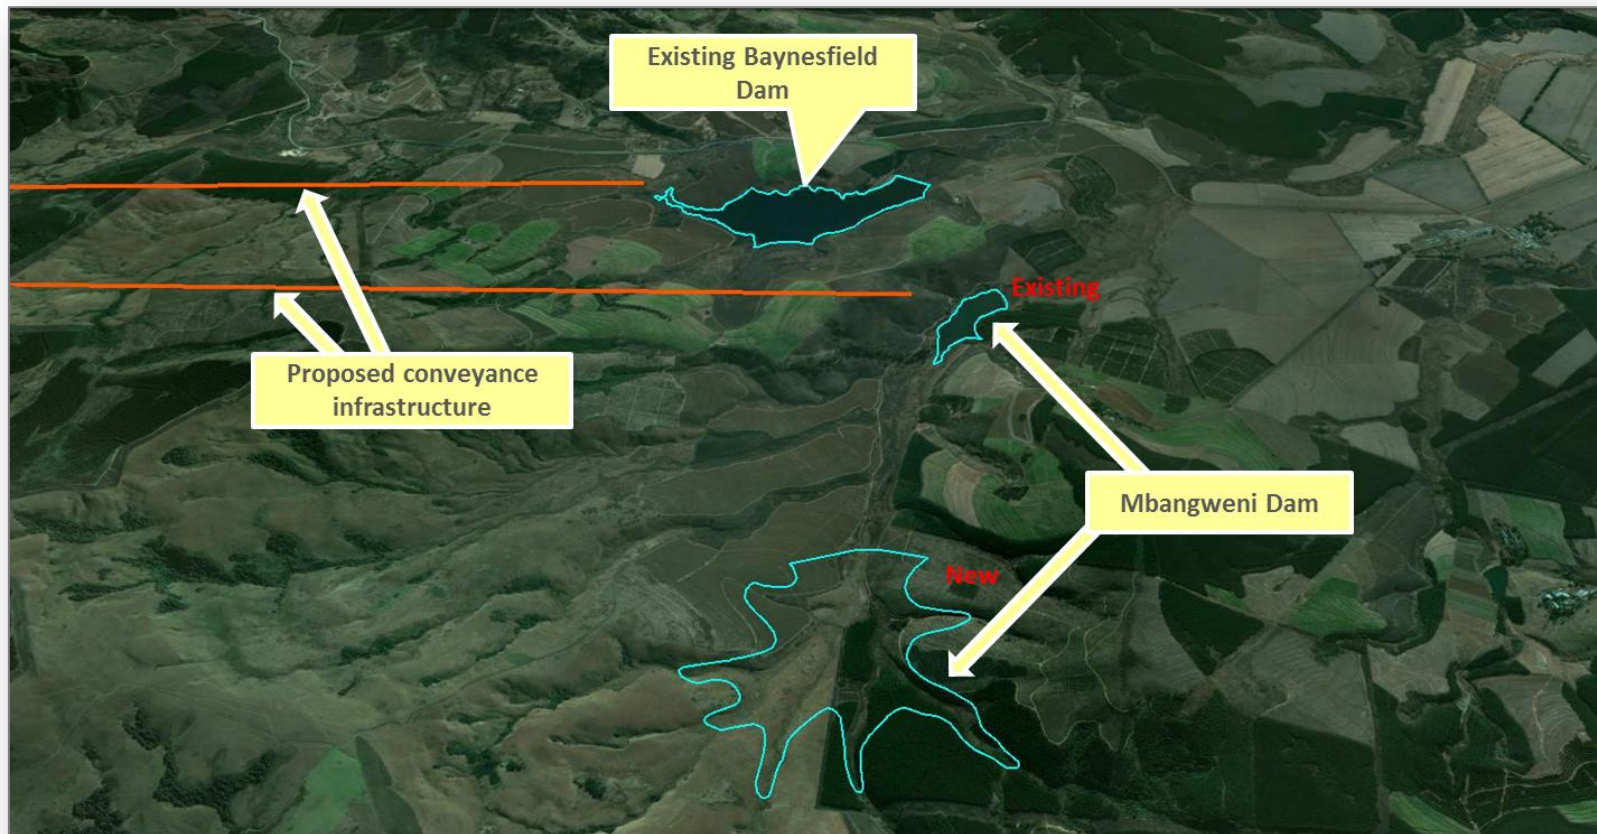 Existing Baynesfield
Dam
Existing
Proposed conveyance
infrastructure
Mbangweni Dam
New